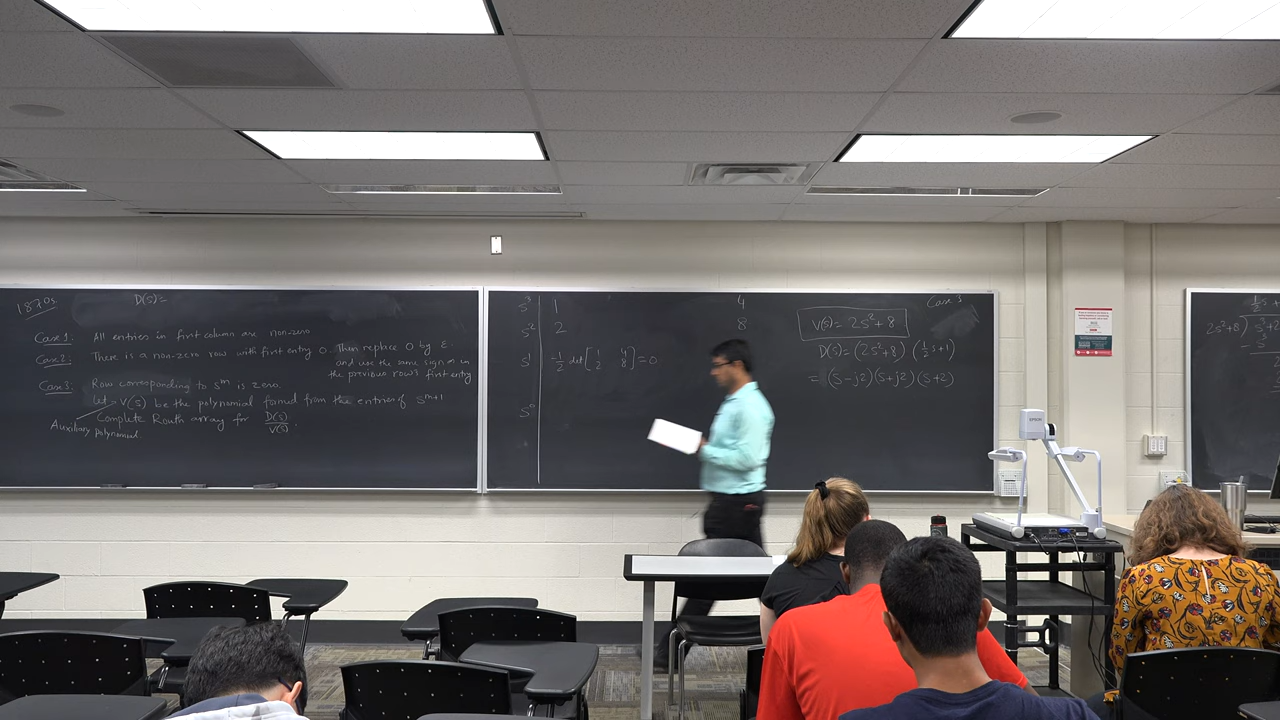 1870s
D(s)=
Case 1: All entries in first column are non-zero
Case 2: There is a non-zero row with first entry 0. Then replace 0 by ε.
and use the same sign as in
the previous row's first entry
Case 3: Row corresponding to s^m is zero.
Let V(s) be the polynomial formed from the entries of s^m+1
Complete Routh array for D(s)/V(s).
Auxiliary polynomial
s³ 1 4
s² 2 8
s¹ -1/2 det[1 4 2 8]=0
s⁰
Case 3
V(s)=2s²+8
D(s)=(2s²+8)(1/2s+1)
=(s-j2)(s+j2)(s+2)
2s²+8)
EPSON